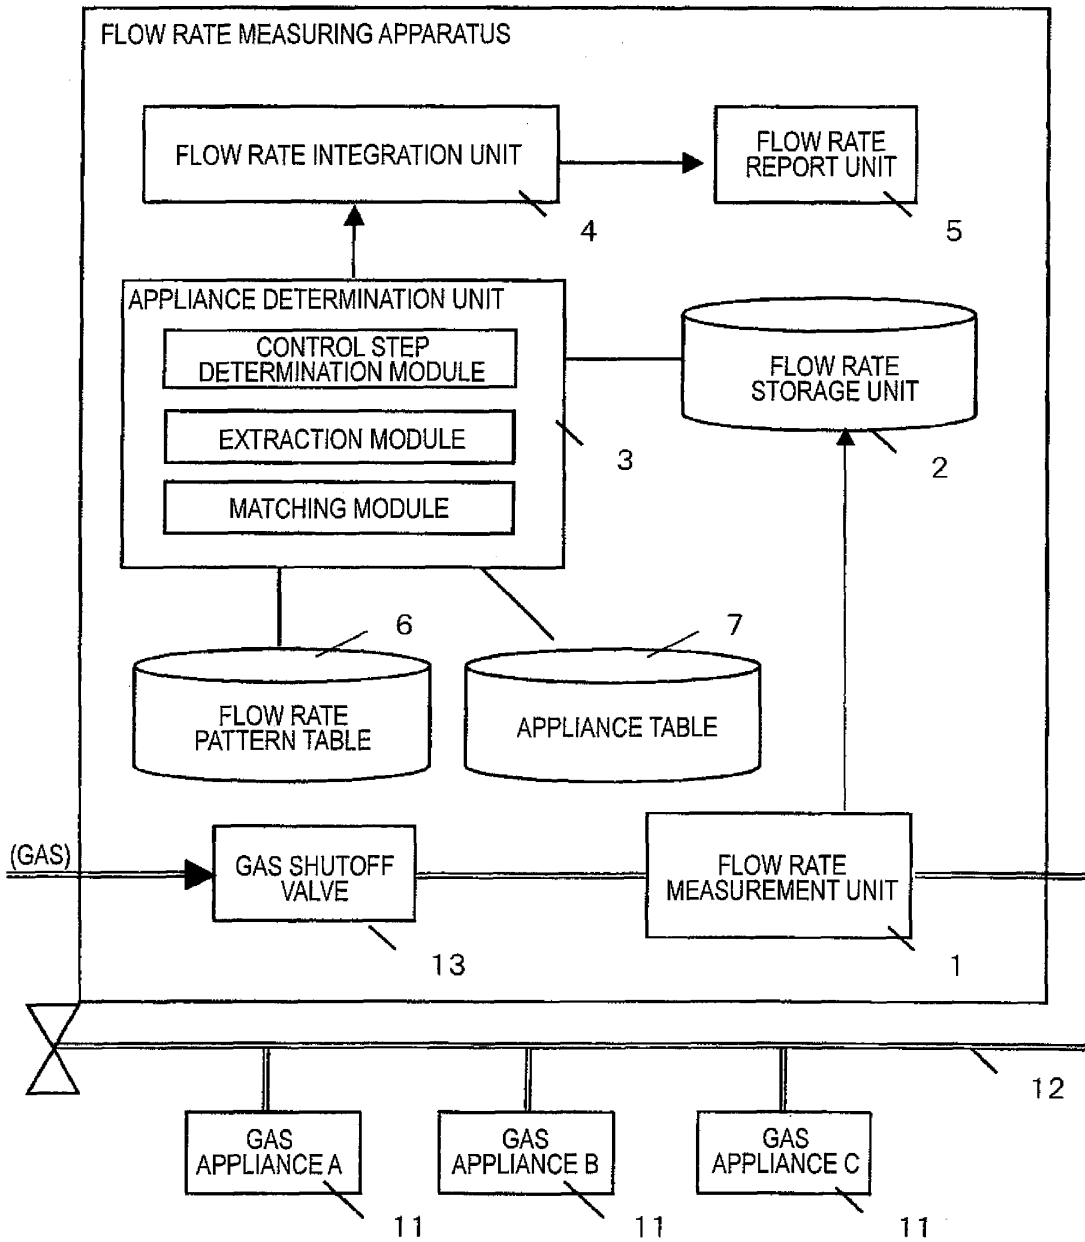 FLOW RATE MEASURING APPARATUS
FLOW RATE INTEGRATION UNIT
4
FLOW RATE
REPORT UNIT
5
APPLIANCE DETERMINATION UNIT
CONTROL STEP
DETERMINATION MODULE
EXTRACTION MODULE
MATCHING MODULE
3
FLOW RATE
STORAGE UNIT
2
6
FLOW RATE
PATTERN TABLE
7
APPLIANCE TABLE
(GAS)
GAS SHUTOFF
VALVE
13
FLOW RATE
MEASUREMENT UNIT
1
12
GAS
APPLIANCE A
11
GAS
APPLIANCE B
11
GAS
APPLIANCE C
11